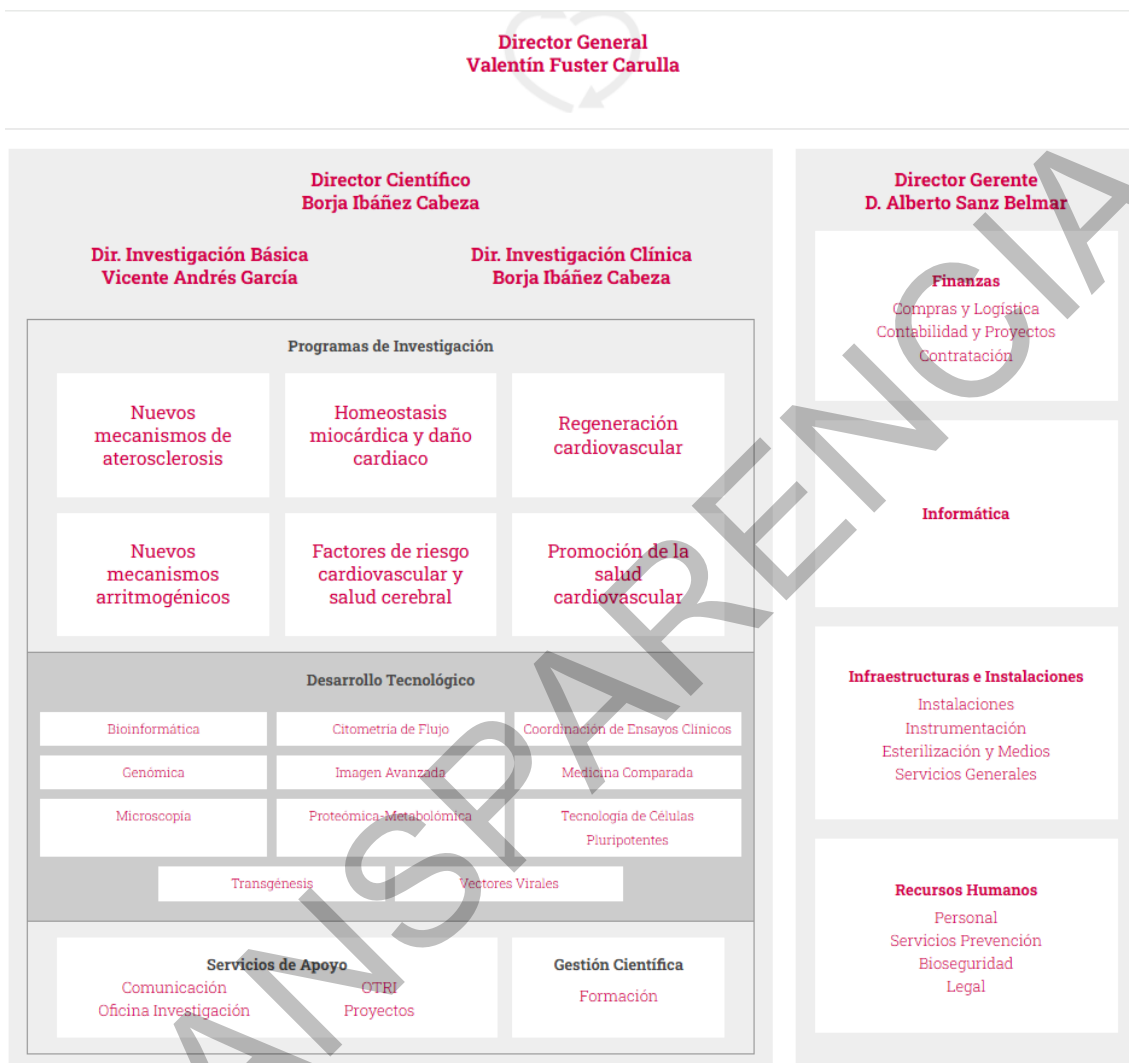 Director General
Valentín Fuster Carulla
Director Científico
Borja Ibáñez Cabeza
Dir. Investigación Básica
Vicente Andrés García
Dir. Investigación Clínica
Borja Ibáñez Cabeza
Programas de Investigación
Nuevos
mecanismos de
aterosclerosis
Homeostasis
miocárdica y daño
cardiaco
Regeneración
cardiovascular
Nuevos
mecanismos
arritmogénicos
Factores de riesgo
cardiovascular y
salud cerebral
Promoción de la
salud
cardiovascular
Desarrollo Tecnológico
Bioinformática
Citometría de Flujo
Coordinación de Ensayos Clínicos
Genómica
Imagen Avanzada
Medicina Comparada
Microscopía
Proteómica-Metabolómica
Tecnología de Células
Pluripotentes
Transgénesis
Vectores Virales
Servicios de Apoyo
Comunicación
OTRI
Oficina Investigación
Proyectos
Gestión Científica
Formación
Director Gerente
D. Alberto Sanz Belmar
Finanzas
Compras y Logística
Contabilidad y Proyectos
Contratación
Informática
Infraestructuras e Instalaciones
Instalaciones
Instrumentación
Esterilización y Medios
Servicios Generales
Recursos Humanos
Personal
Servicios Prevención
Bioseguridad
Legal
ANSPARENCIA